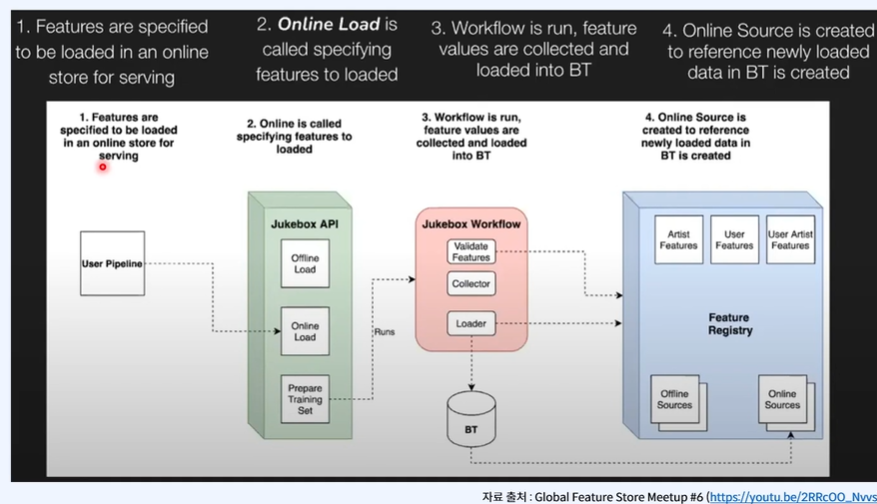 1. Features are specified
to be loaded in an online
store for serving
2. Online Load is
called specifying
features to loaded
3. Workflow is run, feature
values are collected and
loaded into BT
4. Online Source is created
to reference newly loaded
data in BT is created
1. Features are
specified to be loaded
in an online store for
serving
2. Online is called
specifying features to
loaded
3. Workflow is run,
feature values are
collected and loaded
into BT
4. Online Source is
created to reference
newly loaded data in
BT is created
User Pipeline
Jukebox API
Offline
Load
Online
Load
Prepare
Training
Set
Runs
Jukebox Workflow
Validate
Features
Collector
Loader
BT
Artist
Features
User
Features
User Artist
Features
Feature
Registry
Offline
Sources
Online
Sources
자료 출처 : Global Feature Store Meetup #6 (https://youtu.be/2RRcOO_Nvvs